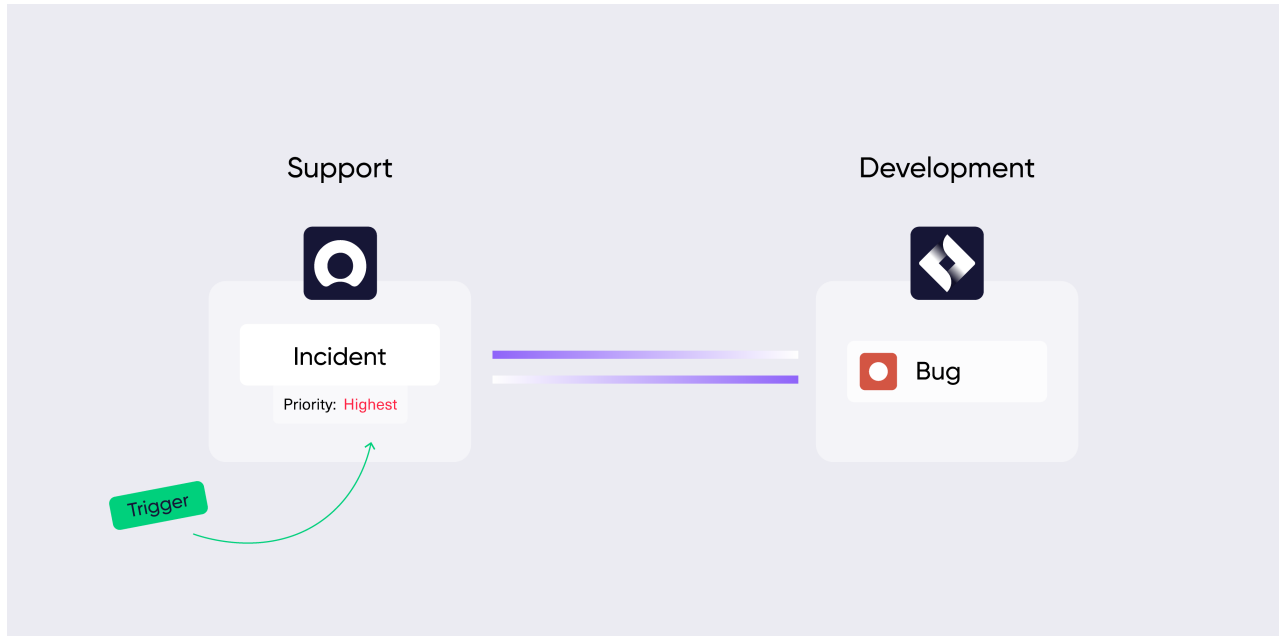 Support
Development
Incident
Priority: Highest
Bug
Trigger